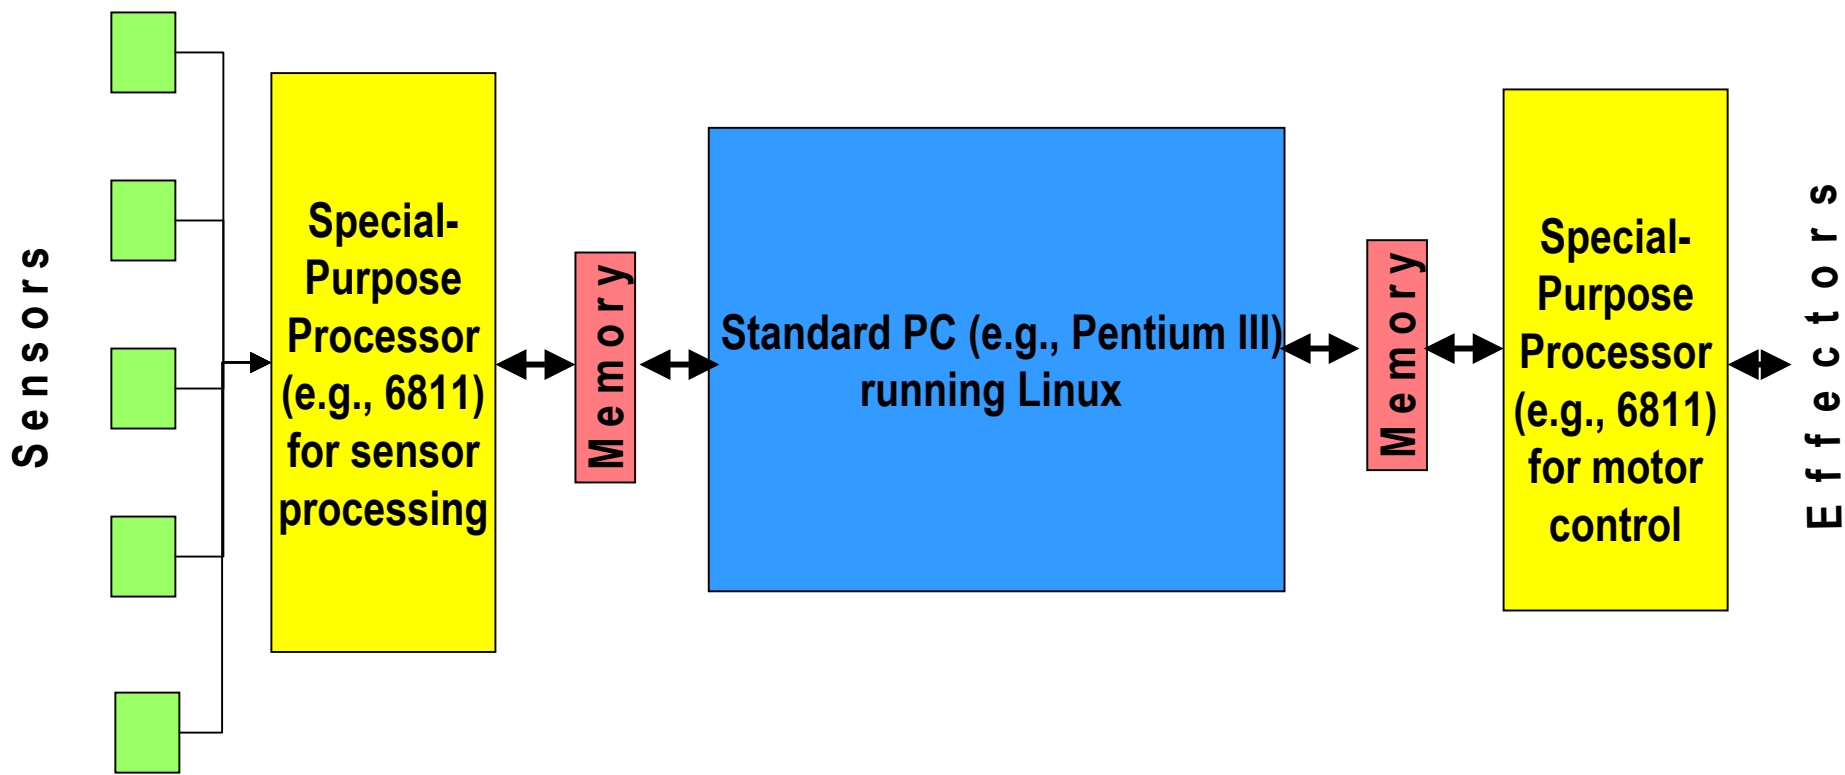 Sensors
Special-
Purpose
Processor
(e.g., 6811)
for sensor
processing
Memory
Standard PC (e.g., Pentium III)
running Linux
Memory
Special-
Purpose
Processor
(e.g., 6811)
for motor
control
Effectors